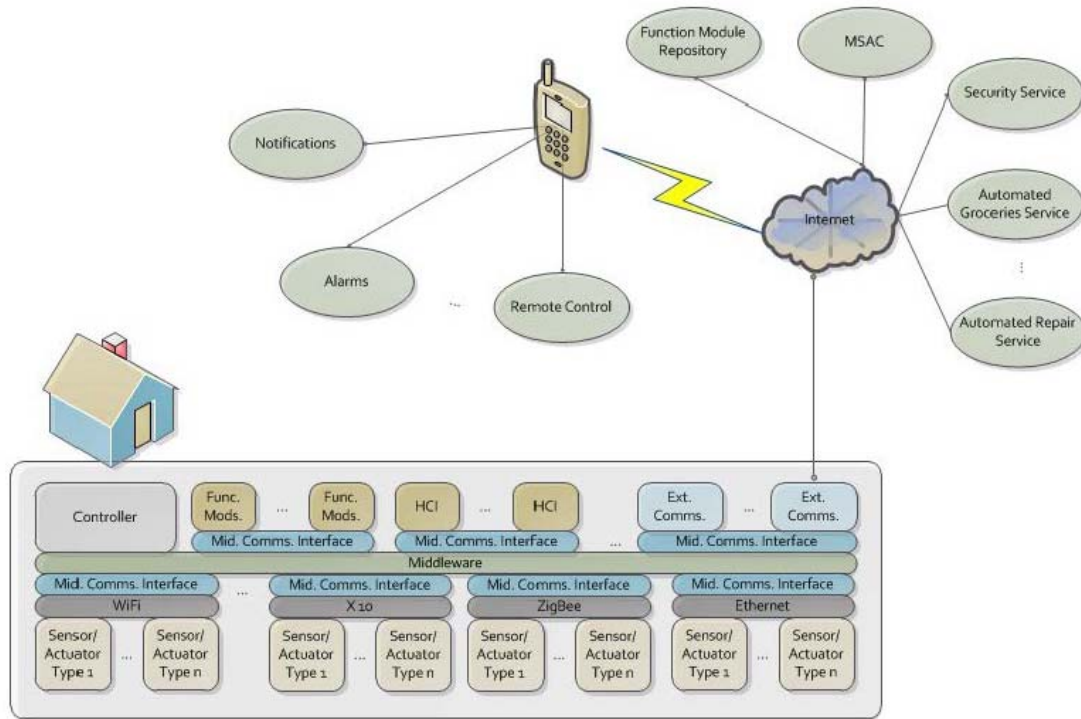 Function Module
Repository
MSAC
Security Service
Notifications
Automated
Groceries Service
Internet
...
Alarms
...
Remote Control
Automated Repair
Service
Controller
Func.
Mods.
...
Func.
Mods.
HCI
...
HCI
Ext.
Comms.
...
Ext.
Comms.
Mid. Comms. Interface
Mid. Comms. Interface
...
Mid. Comms. Interface
Middleware
Mid. Comms. Interface
...
Mid. Comms. Interface
Mid. Comms. Interface
Mid. Comms. Interface
WiFi
X 10
ZigBee
Ethernet
Sensor/
Actuator
Type 1
...
Sensor/
Actuator
Type n
Sensor/
Actuator
Type 1
...
Sensor/
Actuator
Type n
Sensor/
Actuator
Type 1
...
Sensor/
Actuator
Type n
Sensor/
Actuator
Type 1
...
Sensor/
Actuator
Type n